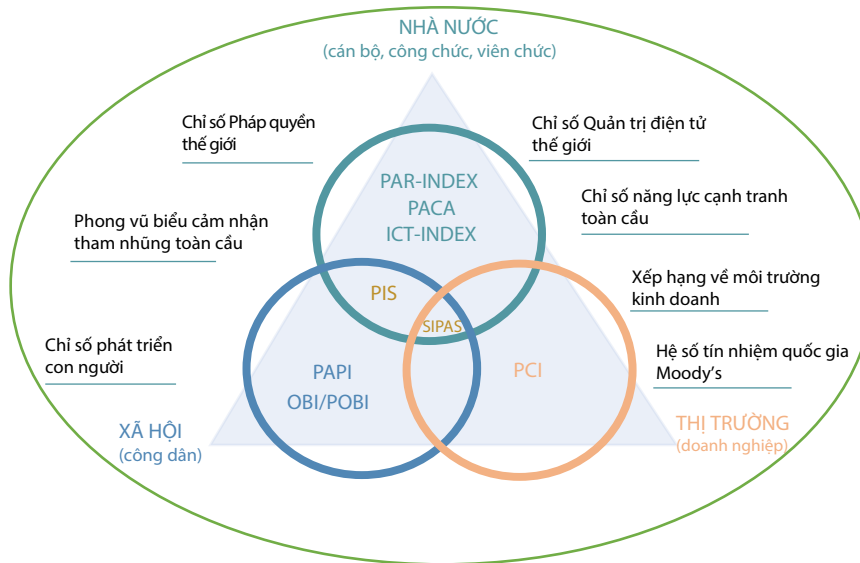 NHÀ NƯỚC
(cán bộ, công chức, viên chức)
Chỉ số Pháp quyền
thế giới
Chỉ số Quản trị điện tử
thế giới
PAR-INDEX
PACA
ICT-INDEX
Chỉ số năng lực cạnh tranh
toàn cầu
Phong vũ biểu cảm nhận
tham nhũng toàn cầu
Xếp hạng về môi trường
kinh doanh
PIS
SIPAS
Chỉ số phát triển
con người
Hệ số tín nhiệm quốc gia
Moody's
PAPI
OBI/POBI
PCI
XÃ HỘI
(công dân)
THỊ TRƯỜNG
(doanh nghiệp)